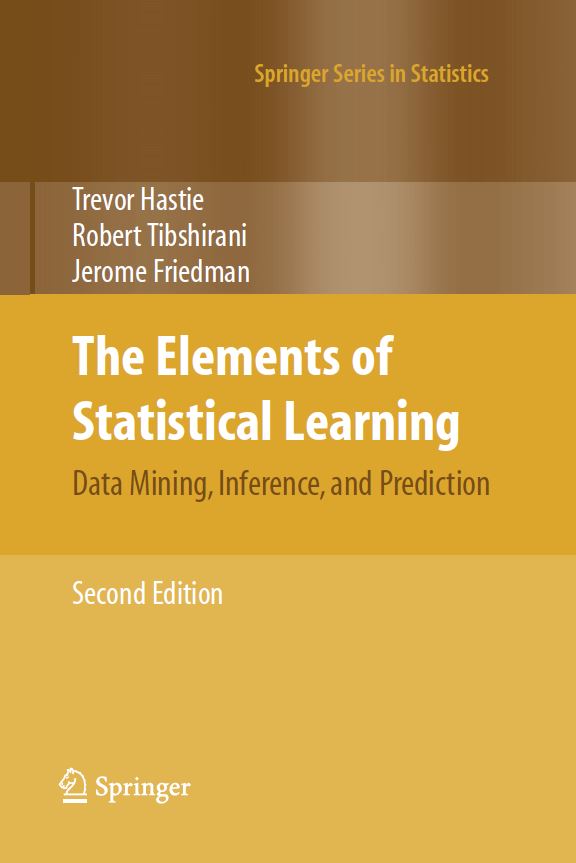 Springer Series in Statistics
Trevor Hastie
Robert Tibshirani
Jerome Friedman
The Elements of
Statistical Learning
Data Mining, Inference, and Prediction
Second Edition
Springer